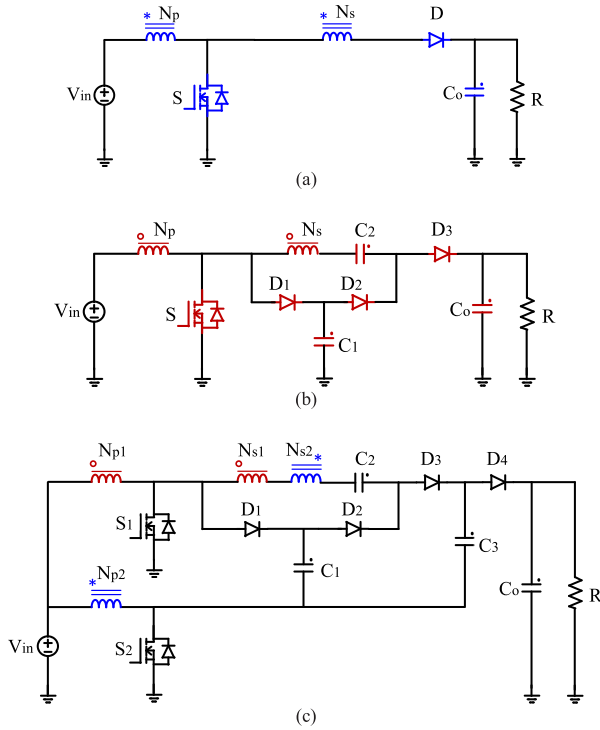 * Np * Ns D
Vin S Co R
(a)
Np Ns C2 D3
D1 D2
Vin S Co R
C1
(b)
Np1 Ns1 Ns2 * C2 D3 D4
S1 D1 D2
C1 C3
* Np2 Co R
Vin S2
(c)